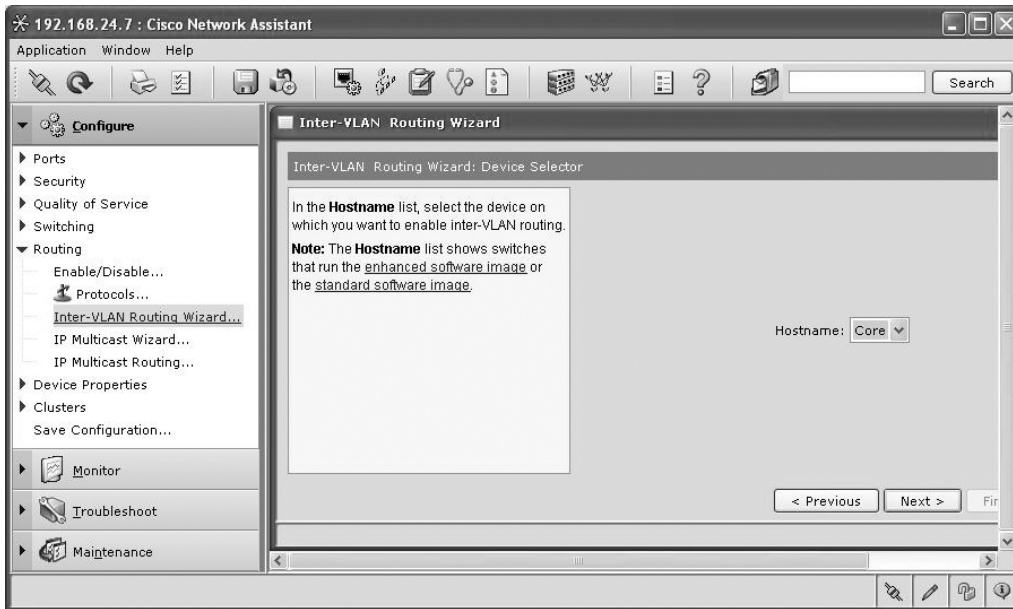 192.168.24.7 : Cisco Network Assistant
Application Window Help
Search
Configure
Ports
Security
Quality of Service
Switching
Routing
Enable/Disable...
Protocols...
Inter-VLAN Routing Wizard...
IP Multicast Wizard...
IP Multicast Routing...
Device Properties
Clusters
Save Configuration...
Monitor
Troubleshoot
Maintenance
Inter-VLAN Routing Wizard
Inter-VLAN Routing Wizard: Device Selector
In the Hostname list, select the device on
which you want to enable inter-VLAN routing.
Note: The Hostname list shows switches
that run the enhanced software image or
the standard software image.
Hostname: Core
< Previous Next > Fir